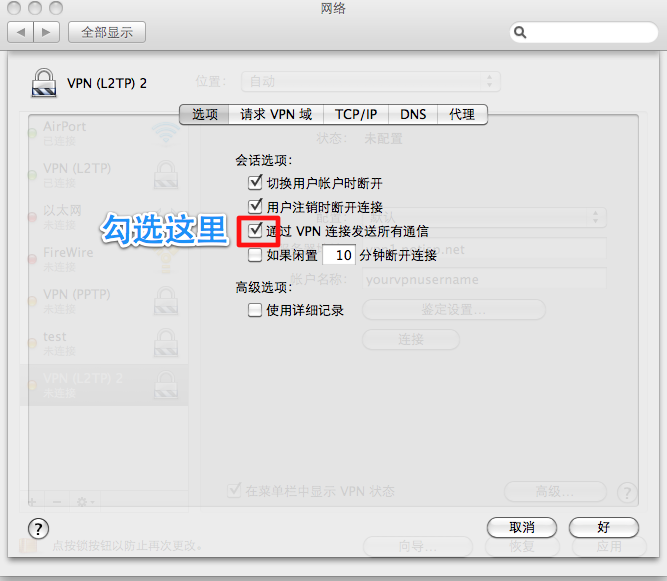 网络
全部显示
VPN (L2TP) 2
位置：
自动
选项
请求 VPN 域
TCP/IP
DNS
代理
AirPort
已连接
状态：
未配置
会话选项：
VPN (L2TP)
未连接
切换用户帐户时断开
用户注销时断开连接
以太网
未连接
配置：
默认
勾选这里
通过 VPN 连接发送所有通信
FireWire
未连接
如果闲置 10 分钟断开连接
帐户名称：
yourvpnusername
VPN (PPTP)
未连接
高级选项：
使用详细记录
鉴定设置…
test
未连接
连接
VPN (L2TP) 2
未连接
在菜单栏中显示 VPN 状态
高级…
?
?
取消
好
点按锁按钮以防止再次更改。
向导…
恢复
应用